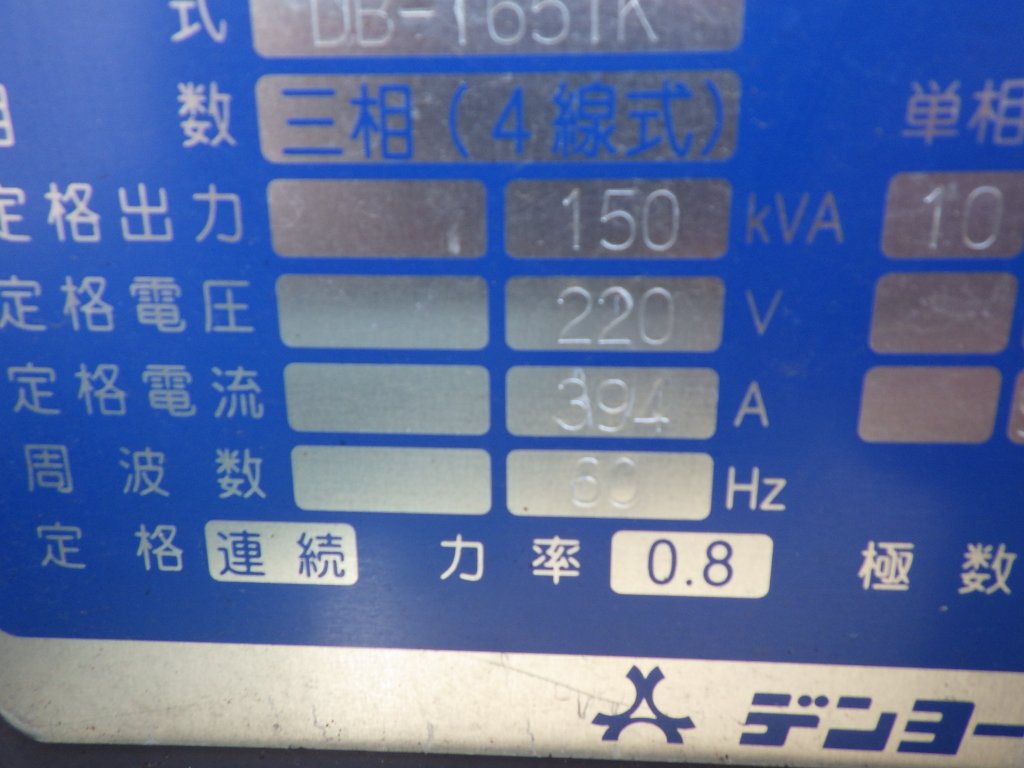 式 DB-1651K
相 数 三相(4線式) 単相
定格出力 150 kVA 10
定格電圧 220 V
定格電流 394 A
周波数 60 Hz
定格 連続 力率 0.8 極数
デンヨー